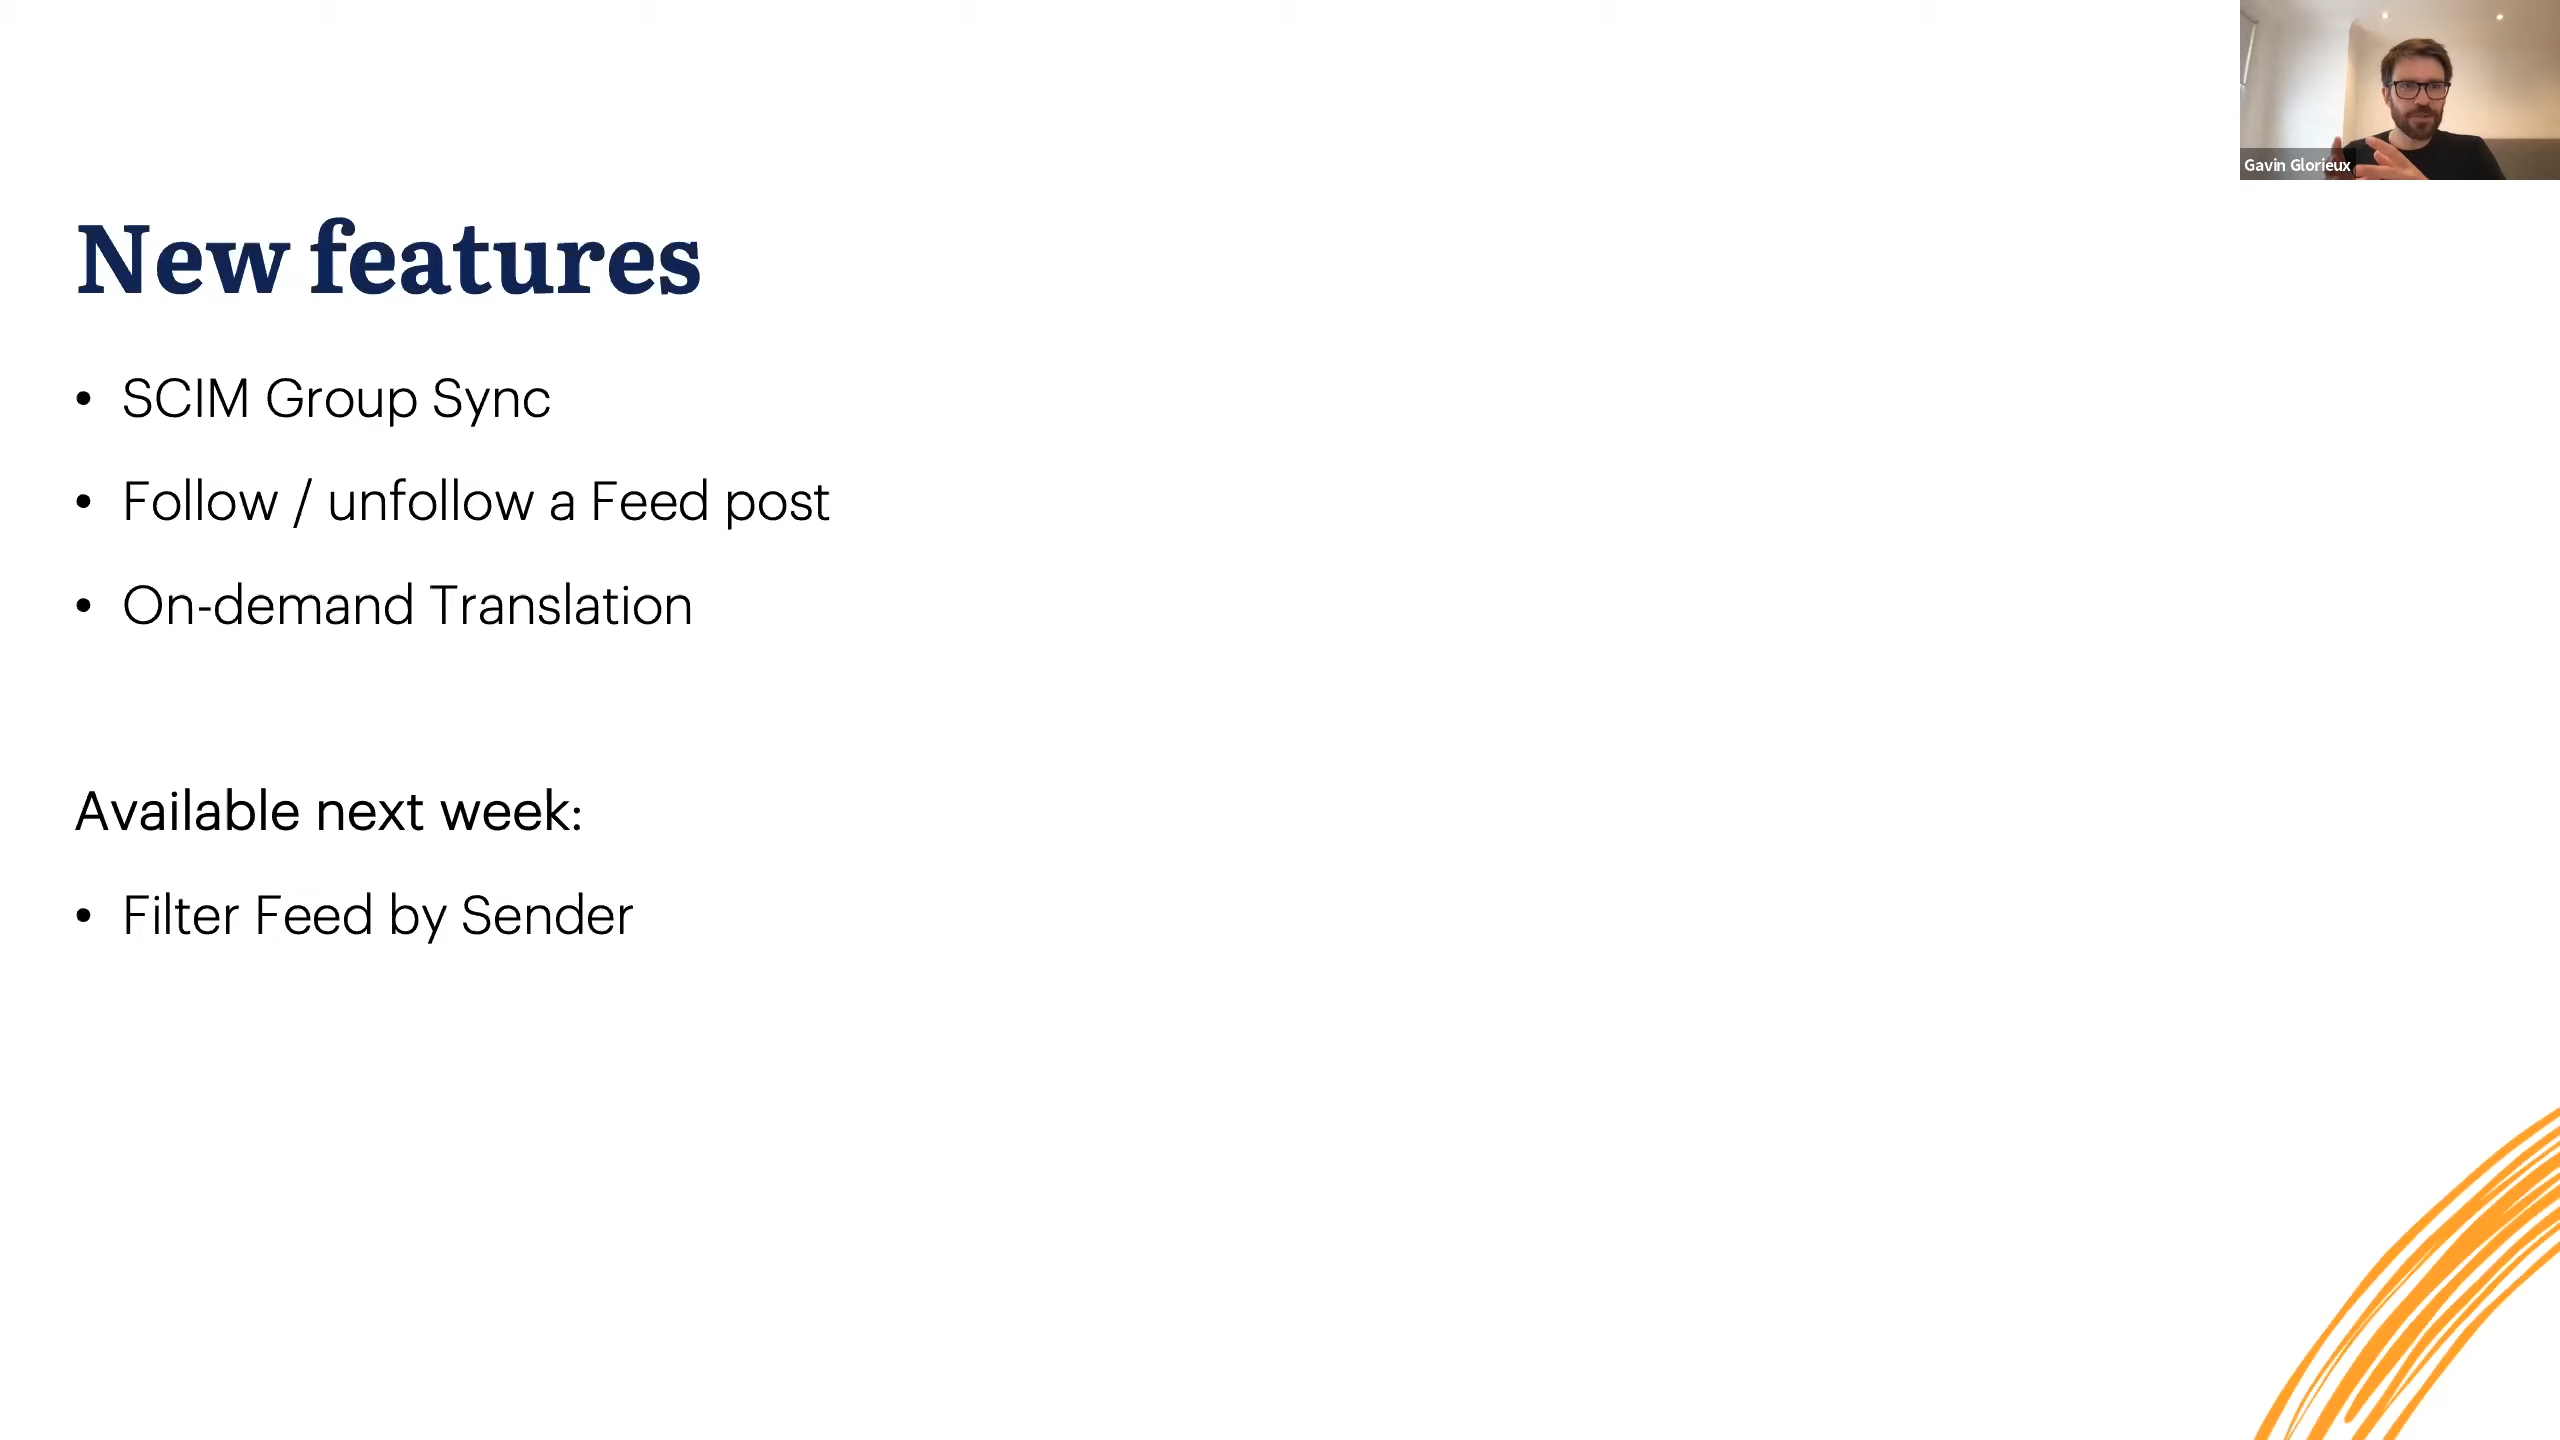 New features
• SCIM Group Sync
• Follow / unfollow a Feed post
• On-demand Translation
Available next week:
• Filter Feed by Sender
Gavin Glorieux